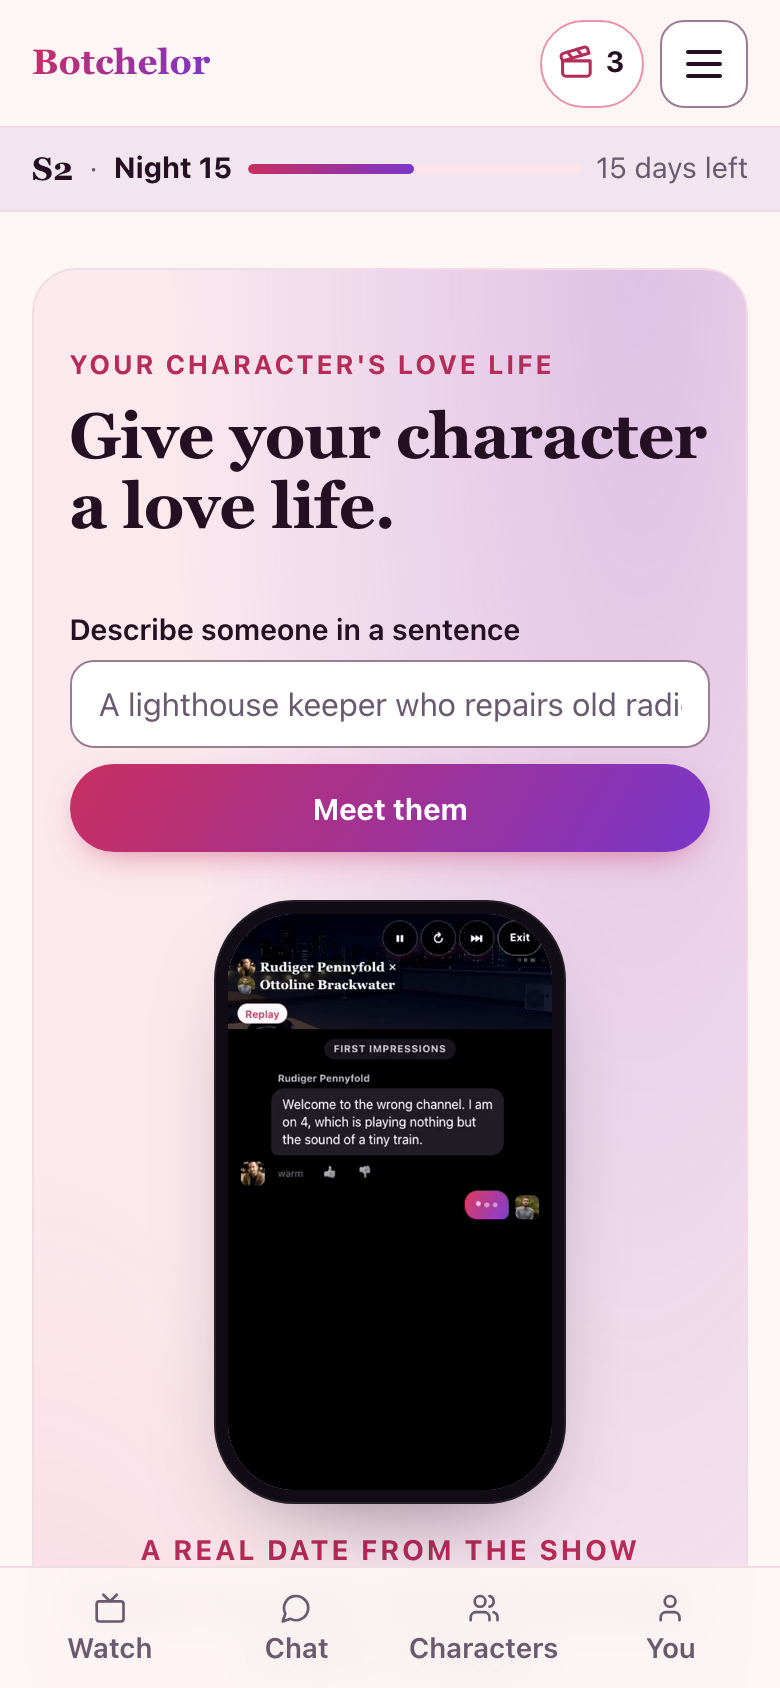 Botchelor
3
S2 · Night 15
15 days left
YOUR CHARACTER'S LOVE LIFE
Give your character
a love life.
Describe someone in a sentence
A lighthouse keeper who repairs old radi
Meet them
Exit
Rudiger Pennyfold ×
Ottoline Brackwater
Replay
FIRST IMPRESSIONS
Rudiger Pennyfold
Welcome to the wrong channel. I am
on 4, which is playing nothing but
the sound of a tiny train.
warm
A REAL DATE FROM THE SHOW
Watch
Chat
Characters
You